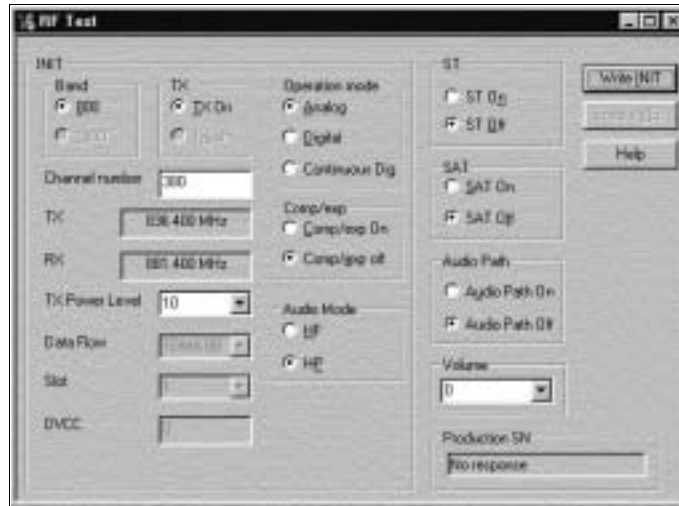 RF Test
INIT
Band
800
TX
TX On
Operation mode
Analog
Digital
Continuous Dig.
Channel number
380
TX
836.400 MHz
RX
881.400 MHz
TX Power Level
10
Data Flow
Slot
DVCC
Comp/exp
Comp/exp On
Comp/exp off
Audio Mode
HF
ST
ST On
ST Off
SAT
SAT On
SAT Off
Audio Path
Audio Path On
Audio Path Off
Volume
0
Production SN
No response
Write INIT
Help